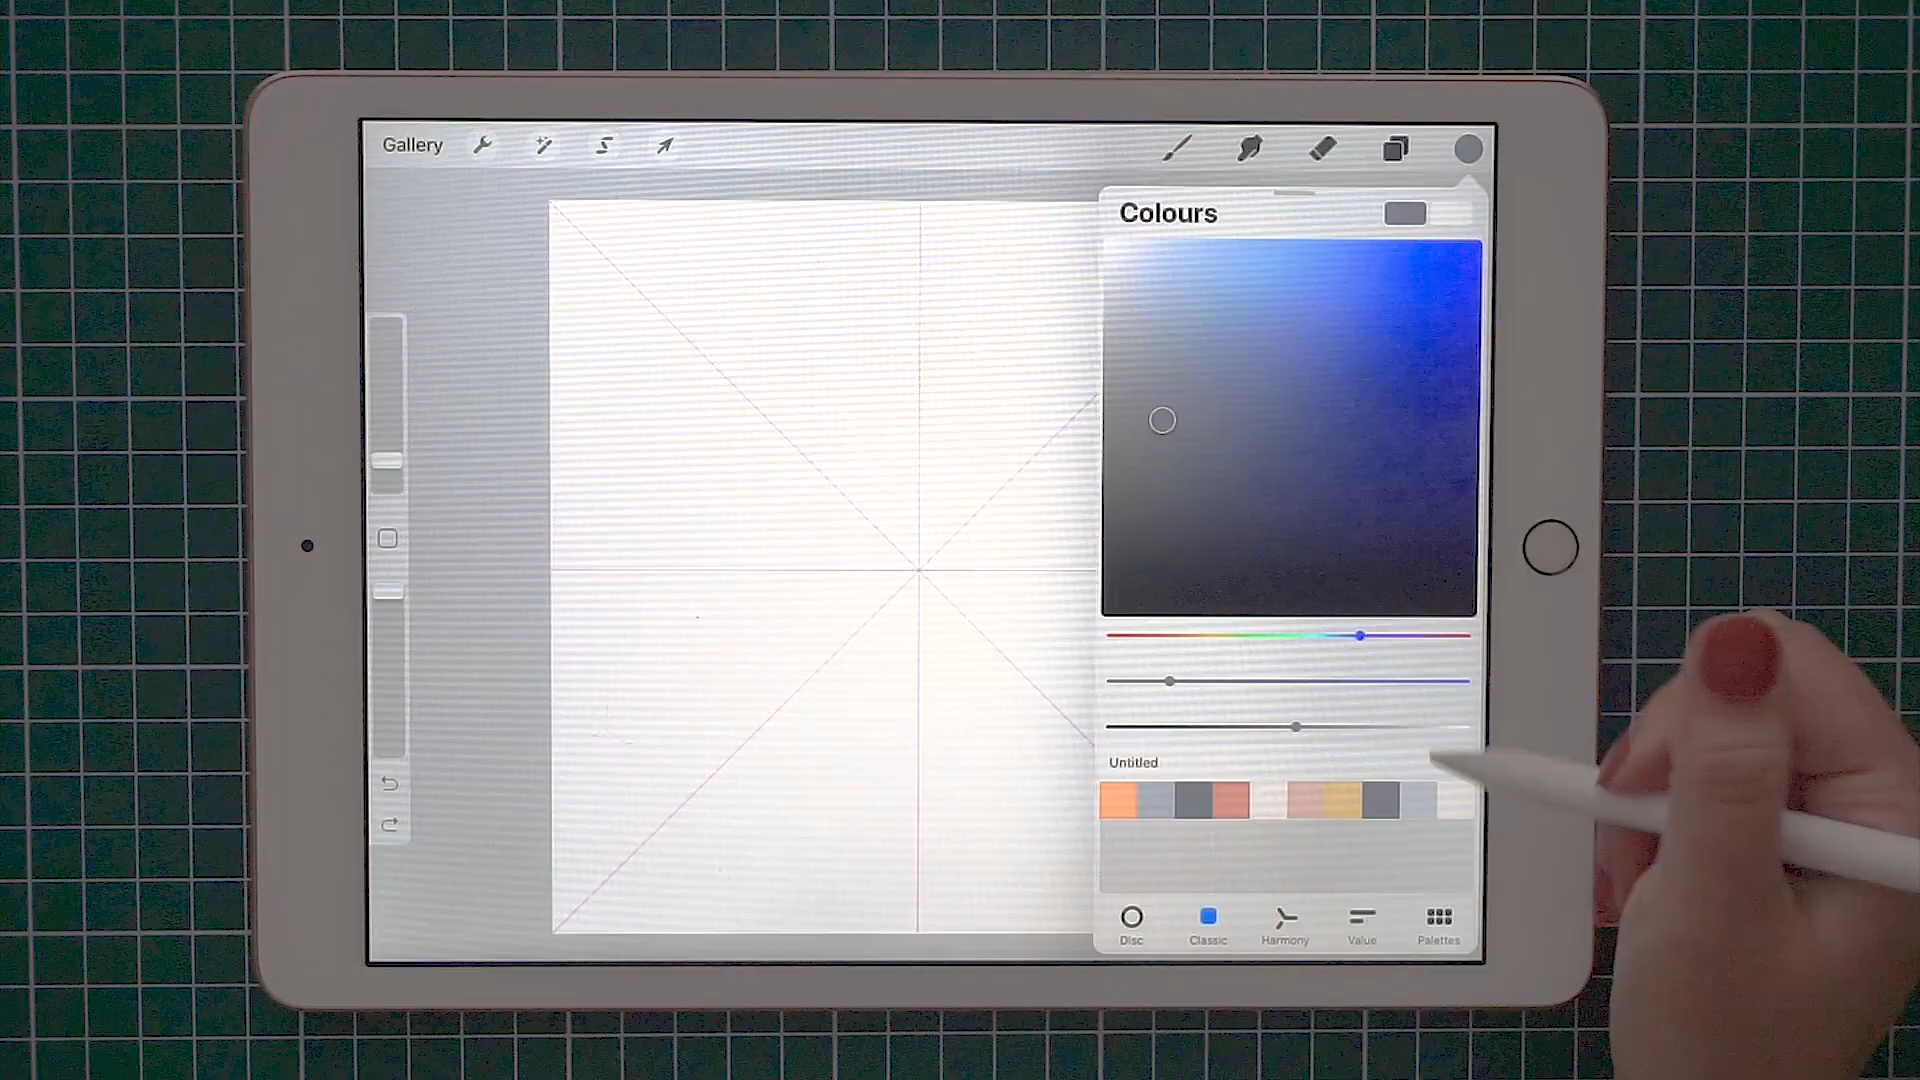 Gallery
Colours
Untitled
Disc
Classic
Harmony
Value
Palettes